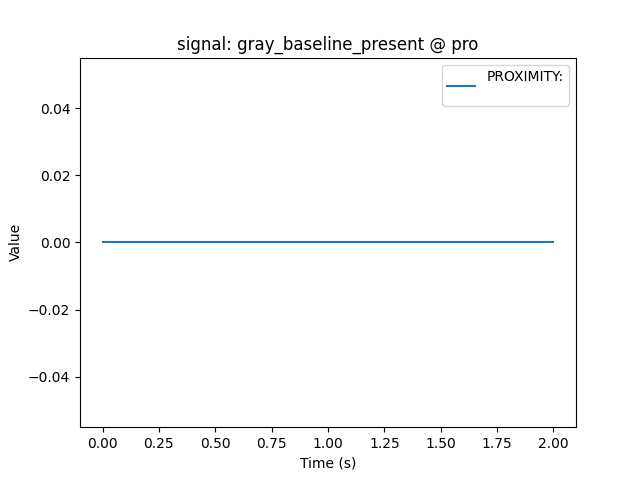 signal: gray_baseline_present @ pro
PROXIMITY:
0.04
0.02
0.00
−0.02
−0.04
Value
0.00 0.25 0.50 0.75 1.00 1.25 1.50 1.75 2.00
Time (s)